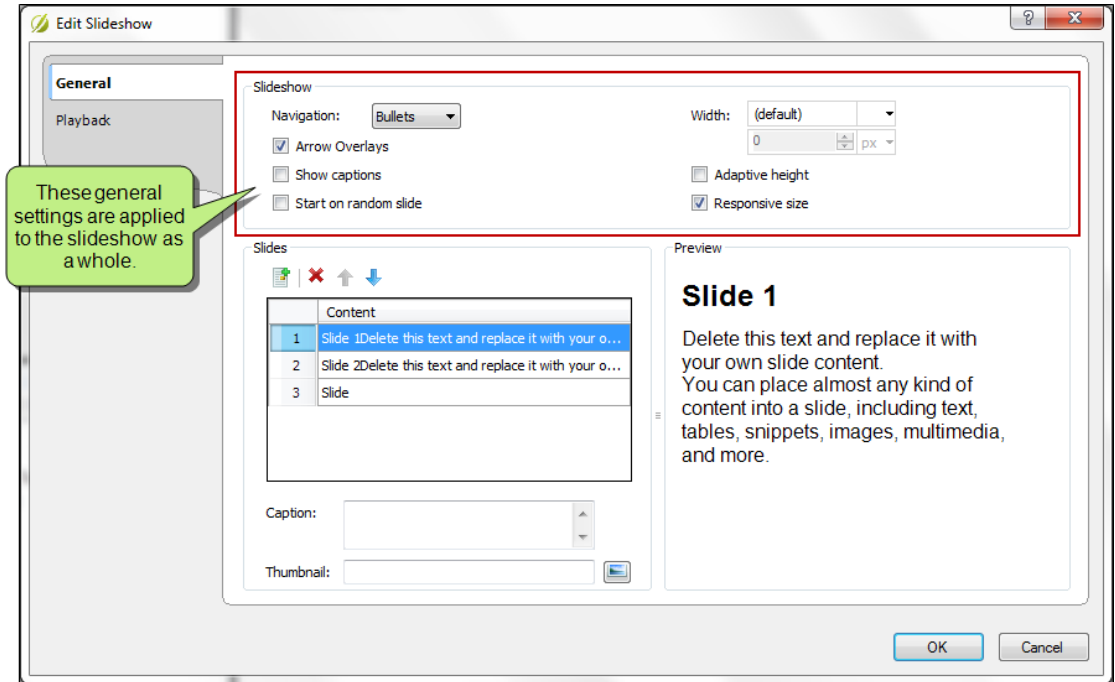 Edit Slideshow
General
Playback
These general
settings are applied
to the slideshow as
a whole.
Slideshow
Navigation: Bullets
Width: (default)
0 px
Arrow Overlays
Show captions
Adaptive height
Start on random slide
Responsive size
Slides
Content
1 Slide 1Delete this text and replace it with your o...
2 Slide 2Delete this text and replace it with your o...
3 Slide
Caption:
Thumbnail:
Preview
Slide 1
Delete this text and replace it with
your own slide content.
You can place almost any kind of
content into a slide, including text,
tables, snippets, images, multimedia,
and more.
OK
Cancel